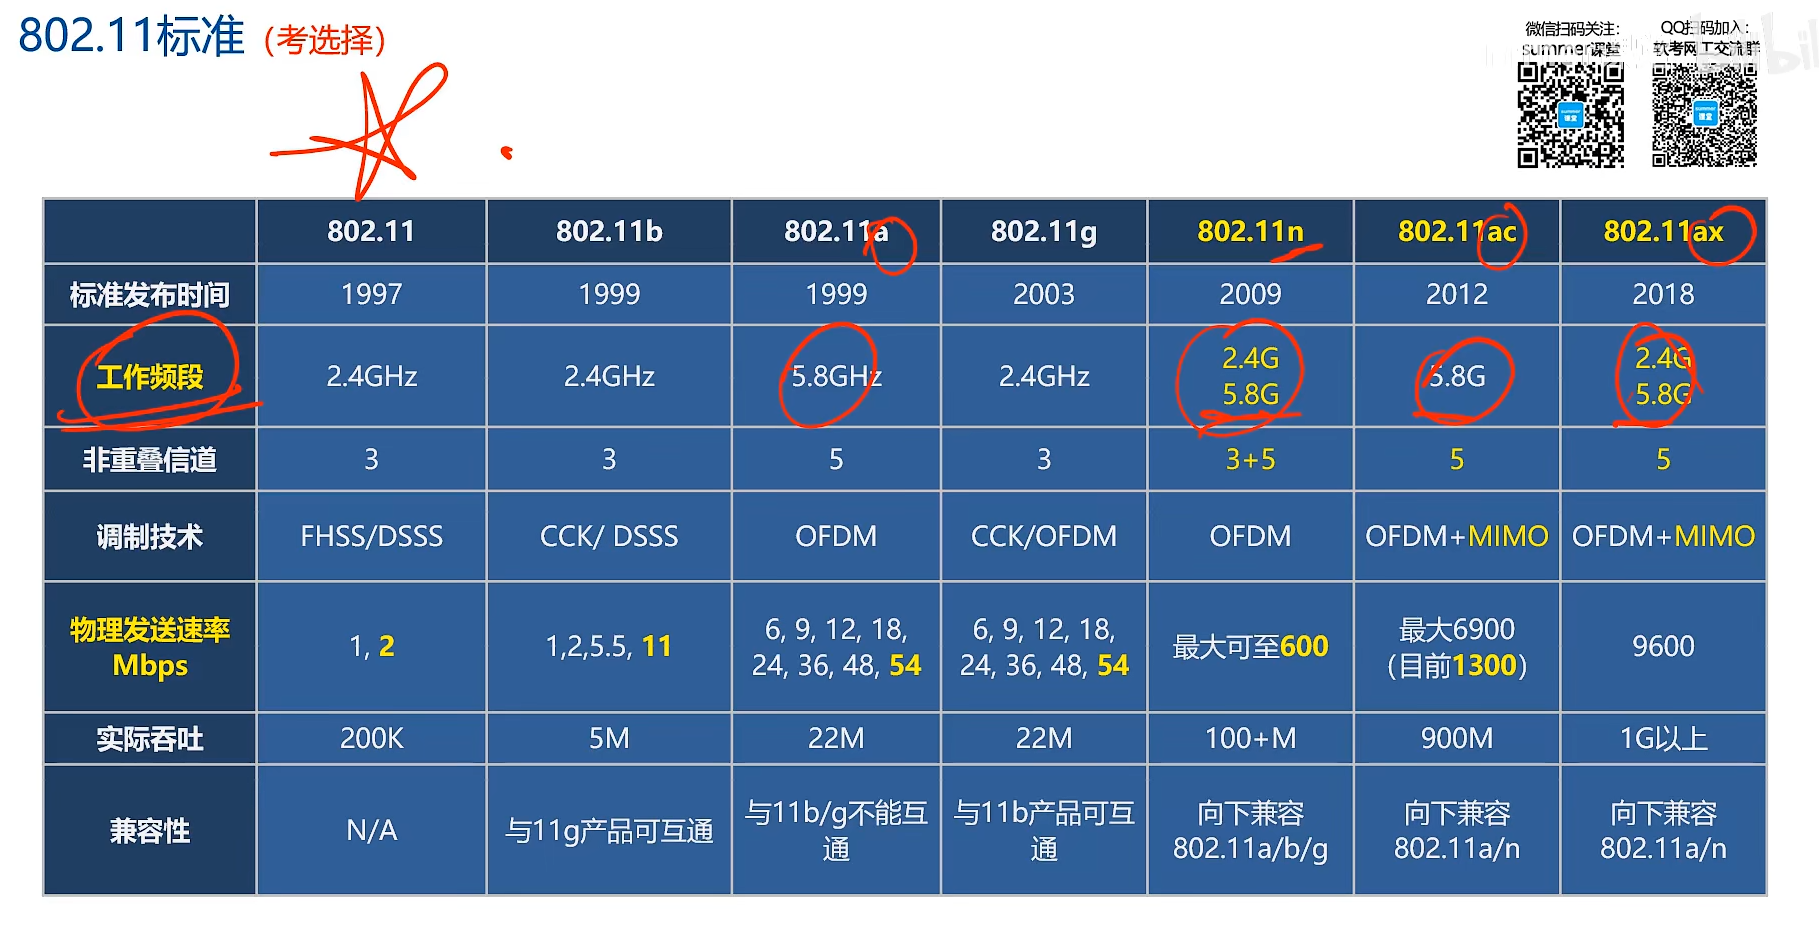 802.11标准（考选择）
微信扫码关注：
summer课堂
QQ扫码加入：
软考网工交流群
bilibili
summer
课堂
summer
课堂
802.11 802.11b 802.11a 802.11g 802.11n 802.11ac 802.11ax
标准发布时间 1997 1999 1999 2003 2009 2012 2018
工作频段 2.4GHz 2.4GHz 5.8GHz 2.4GHz 2.4G 5.8G 5.8G 2.4G 5.8G
非重叠信道 3 3 5 3 3+5 5 5
调制技术 FHSS/DSSS CCK/ DSSS OFDM CCK/OFDM OFDM OFDM+MIMO OFDM+MIMO
物理发送速率
Mbps
1, 2
1,2,5.5, 11
6, 9, 12, 18,
24, 36, 48, 54
6, 9, 12, 18,
24, 36, 48, 54
最大可至600
最大6900
（目前1300）
9600
实际吞吐 200K 5M 22M 22M 100+M 900M 1G以上
兼容性
N/A
与11g产品可互通
与11b/g不能互
通
与11b产品可互
通
向下兼容
802.11a/b/g
向下兼容
802.11a/n
向下兼容
802.11a/n